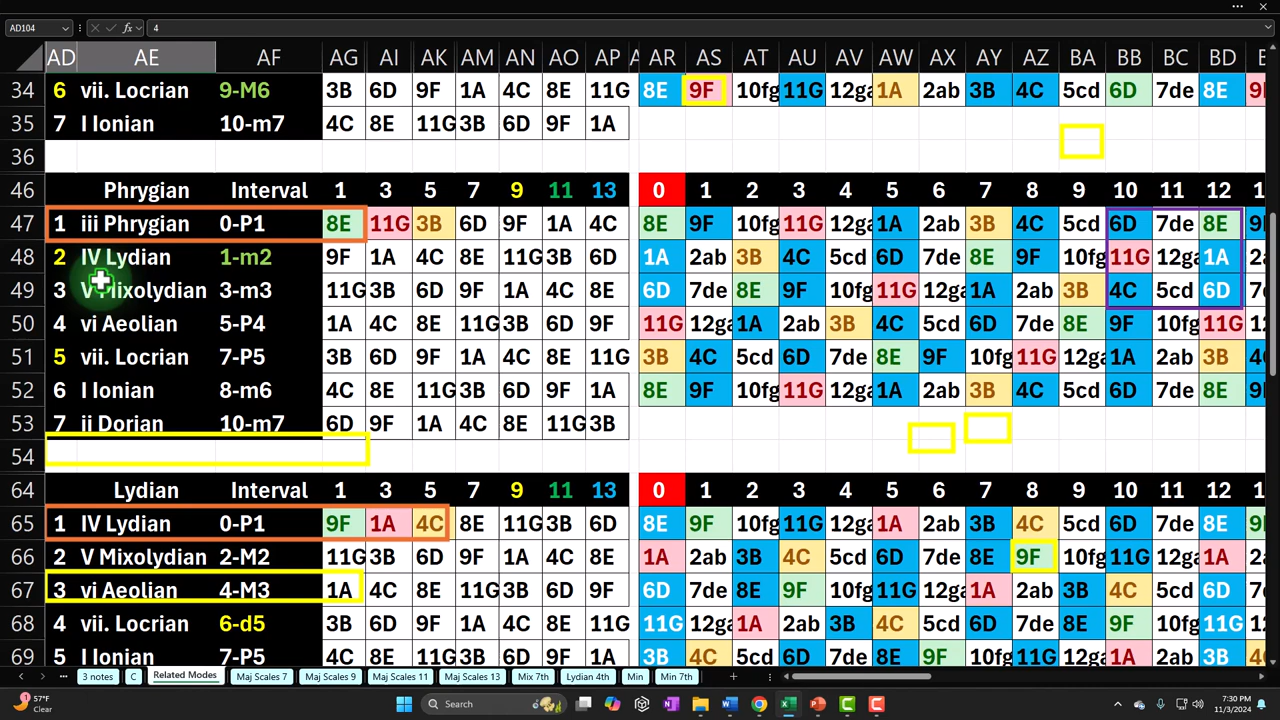 AD104 fx 4
AD AE AF AG AI AK AM AN AO AP AR AS AT AU AV AW AX AY AZ BA BB BC BD
34 6 vii. Locrian 9-M6 3B 6D 9F 1A 4C 8E 11G 8E 9F 10fg 11G 12ga 1A 2ab 3B 4C 5cd 6D 7de 8E
35 7 I Ionian 10-m7 4C 8E 11G 3B 6D 9F 1A
36
46 Phrygian Interval 1 3 5 7 9 11 13 0 1 2 3 4 5 6 7 8 9 10 11 12
47 1 iii Phrygian 0-P1 8E 11G 3B 6D 9F 1A 4C 8E 9F 10fg 11G 12ga 1A 2ab 3B 4C 5cd 6D 7de 8E
48 2 IV Lydian 1-m2 9F 1A 4C 8E 11G 3B 6D 1A 2ab 3B 4C 5cd 6D 7de 8E 9F 10fg 11G 12ga 1A
49 3 V Mixolydian 3-m3 11G 3B 6D 9F 1A 4C 8E 6D 7de 8E 9F 10fg 11G 12ga 1A 2ab 3B 4C 5cd 6D
50 4 vi Aeolian 5-P4 1A 4C 8E 11G 3B 6D 9F 11G 12ga 1A 2ab 3B 4C 5cd 6D 7de 8E 9F 10fg 11G
51 5 vii. Locrian 7-P5 3B 6D 9F 1A 4C 8E 11G 3B 4C 5cd 6D 7de 8E 9F 10fg 11G 12ga 1A 2ab 3B
52 6 I Ionian 8-m6 4C 8E 11G 3B 6D 9F 1A 8E 9F 10fg 11G 12ga 1A 2ab 3B 4C 5cd 6D 7de 8E
53 7 ii Dorian 10-m7 6D 9F 1A 4C 8E 11G 3B
54
64 Lydian Interval 1 3 5 7 9 11 13 0 1 2 3 4 5 6 7 8 9 10 11 12
65 1 IV Lydian 0-P1 9F 1A 4C 8E 11G 3B 6D 8E 9F 10fg 11G 12ga 1A 2ab 3B 4C 5cd 6D 7de 8E
66 2 V Mixolydian 2-M2 11G 3B 6D 9F 1A 4C 8E 1A 2ab 3B 4C 5cd 6D 7de 8E 9F 10fg 11G 12ga 1A
67 3 vi Aeolian 4-M3 1A 4C 8E 11G 3B 6D 9F 6D 7de 8E 9F 10fg 11G 12ga 1A 2ab 3B 4C 5cd 6D
68 4 vii. Locrian 6-d5 3B 6D 9F 1A 4C 8E 11G 11G 12ga 1A 2ab 3B 4C 5cd 6D 7de 8E 9F 10fg 11G
69 5 I Ionian 7-P5 4C 8E 11G 3B 6D 9F 1A 3B 4C 5cd 6D 7de 8E 9F 10fg 11G 12ga 1A 2ab 3B
3 notes C Related Modes Maj Scales 7 Maj Scales 9 Maj Scales 11 Maj Scales 13 Mix 7th Lydian 4th Min Min 7th
57°F Rainy Search 7:30 PM
11/3/2024